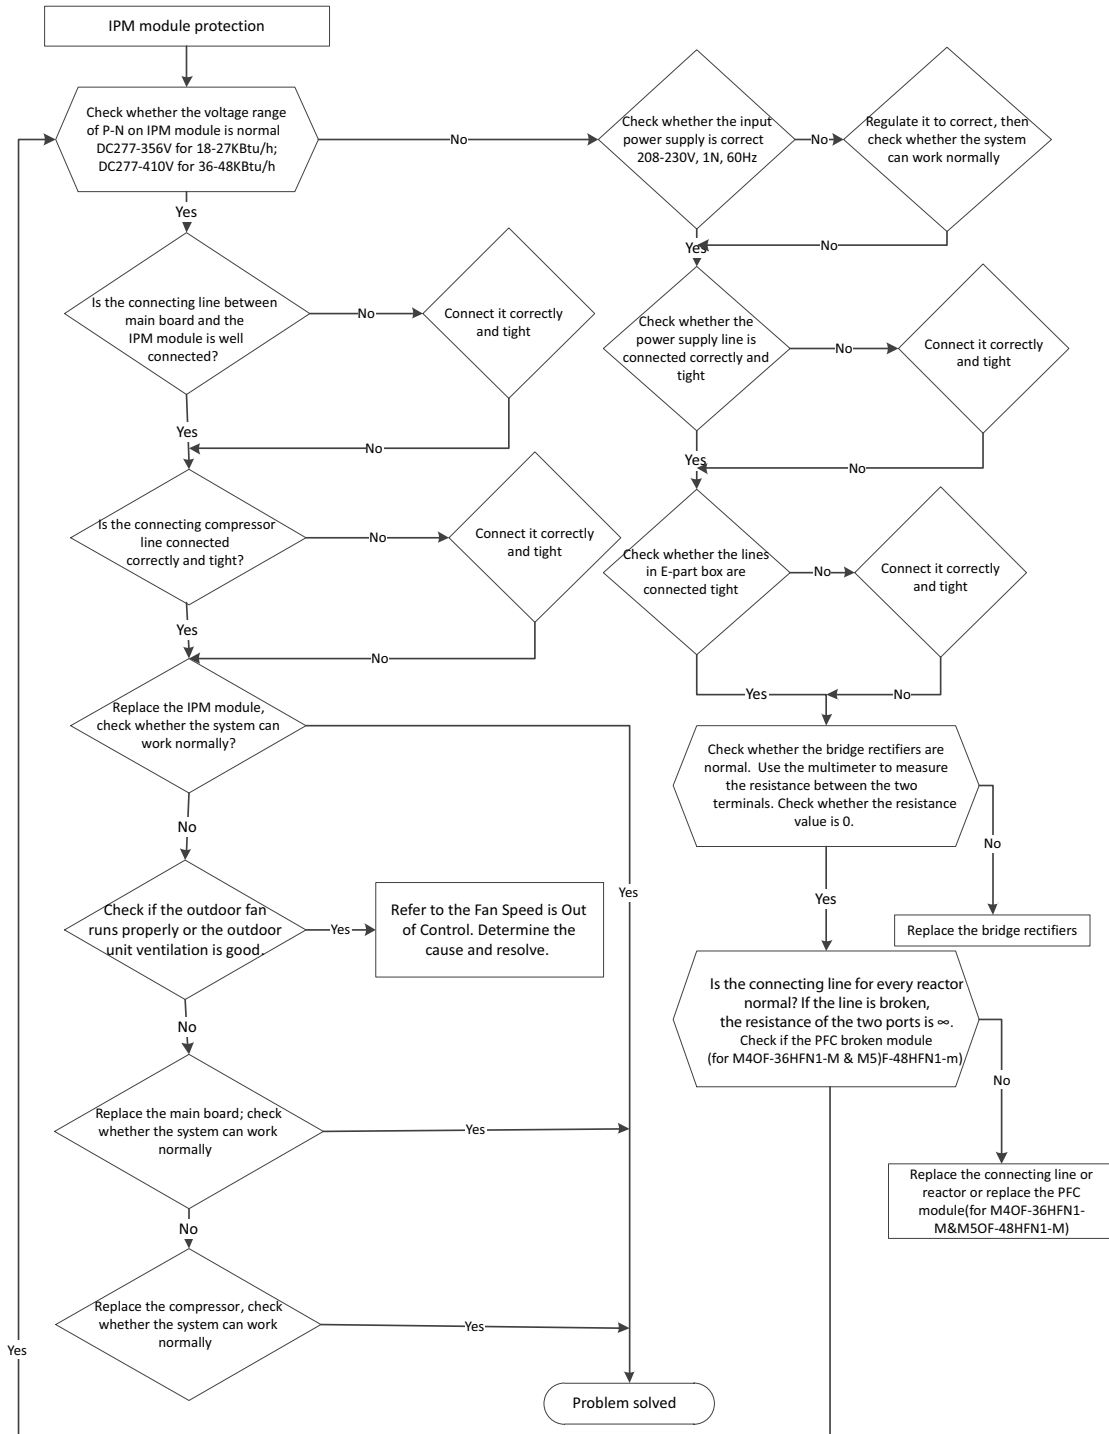 IPM module protection
Check whether the voltage range
of P-N on IPM module is normal
DC277-356V for 18-27KBtu/h;
DC277-410V for 36-48KBtu/h
No
Check whether the input
power supply is correct
208-230V, 1N, 60Hz
No
Regulate it to correct, then
check whether the system
can work normally
Yes
Yes
No
Is the connecting line between
main board and the
IPM module is well
connected?
No
Connect it correctly
and tight
Check whether the
power supply line is
connected correctly and
tight
No
Connect it correctly
and tight
Yes
No
Yes
No
Is the connecting compressor
line connected
correctly and tight?
No
Connect it correctly
and tight
Check whether the lines
in E-part box are
connected tight
No
Connect it correctly
and tight
Yes
No
Yes
No
Replace the IPM module,
check whether the system can
work normally?
Check whether the bridge rectifiers are
normal.  Use the multimeter to measure
the resistance between the two
terminals. Check whether the resistance
value is 0.
No
No
Yes
Yes
Check if the outdoor fan
runs properly or the outdoor
unit ventilation is good.
Yes
Refer to the Fan Speed is Out
of Control. Determine the
cause and resolve.
Replace the bridge rectifiers
Is the connecting line for every reactor
normal? If the line is broken,
the resistance of the two ports is ∞.
Check if the PFC broken module
(for M4OF-36HFN1-M & M5)F-48HFN1-m)
No
No
Replace the main board; check
whether the system can work
normally
Yes
Replace the connecting line or
reactor or replace the PFC
module(for M4OF-36HFN1-
M&M5OF-48HFN1-M)
No
Replace the compressor, check
whether the system can work
normally
Yes
Yes
Problem solved